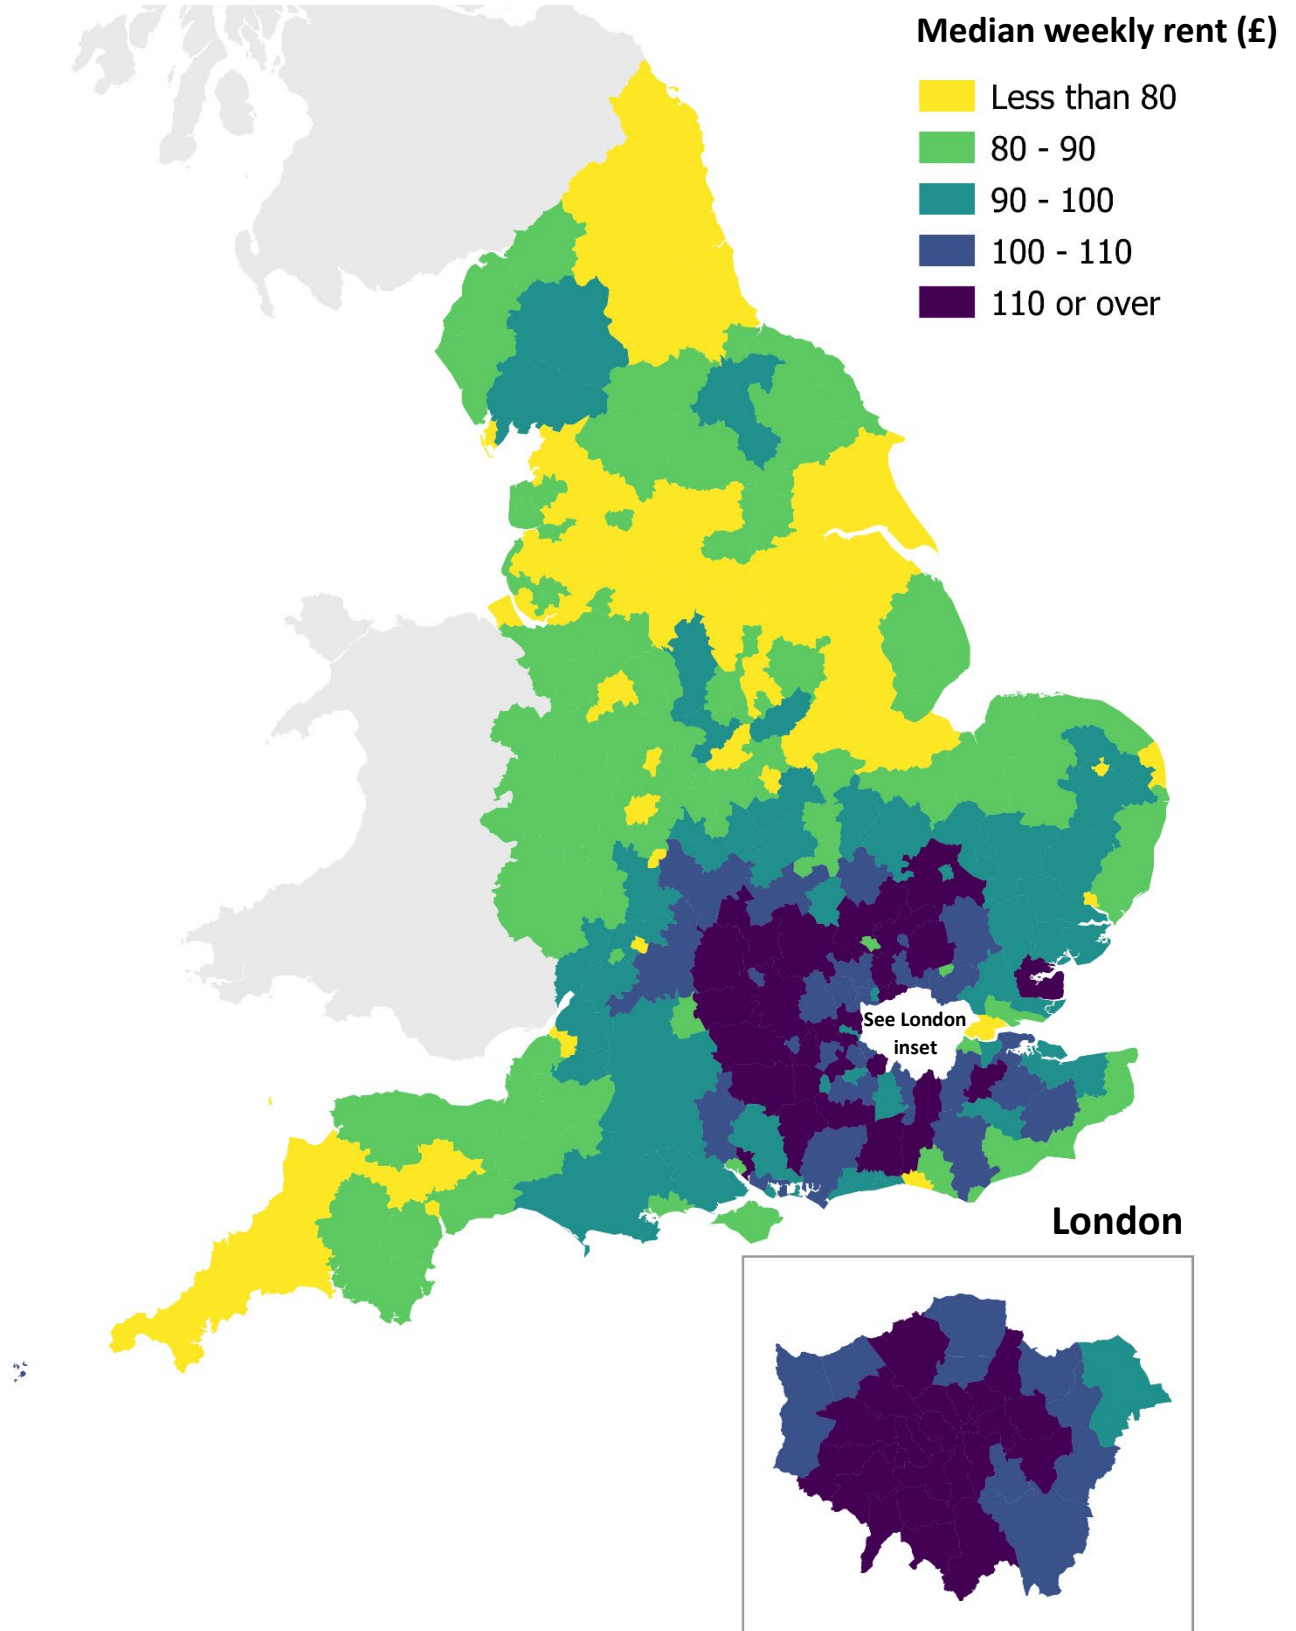 Median weekly rent (£)
Less than 80
80 - 90
90 - 100
100 - 110
110 or over
See London
inset
London